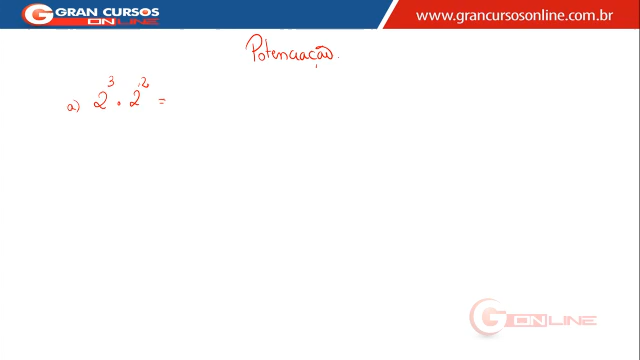 GRAN CURSOS ONLINE
www.grancursosonline.com.br
Potenciação.
a) 2³ . 2² =
G ONLINE